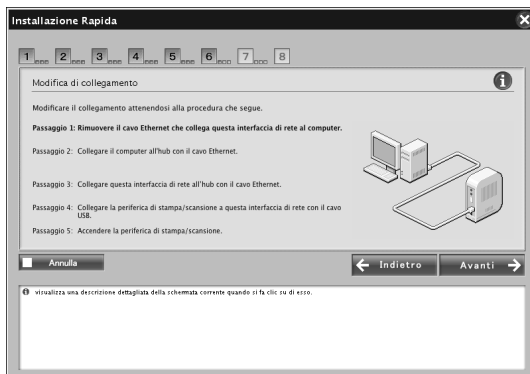 Installazione Rapida
1 2 3 4 5 6 7 8
Modifica di collegamento
Modificare il collegamento attenendosi alla procedura che segue.
Passaggio 1: Rimuovere il cavo Ethernet che collega questa interfaccia di rete al computer.
Passaggio 2: Collegare il computer all'hub con il cavo Ethernet.
Passaggio 3: Collegare questa interfaccia di rete all'hub con il cavo Ethernet.
Passaggio 4: Collegare la periferica di stampa/scansione a questa interfaccia di rete con il cavo
USB.
Passaggio 5: Accendere la periferica di stampa/scansione.
Annulla
Indietro
Avanti
visualizza una descrizione dettagliata della schermata corrente quando si fa clic su di esso.